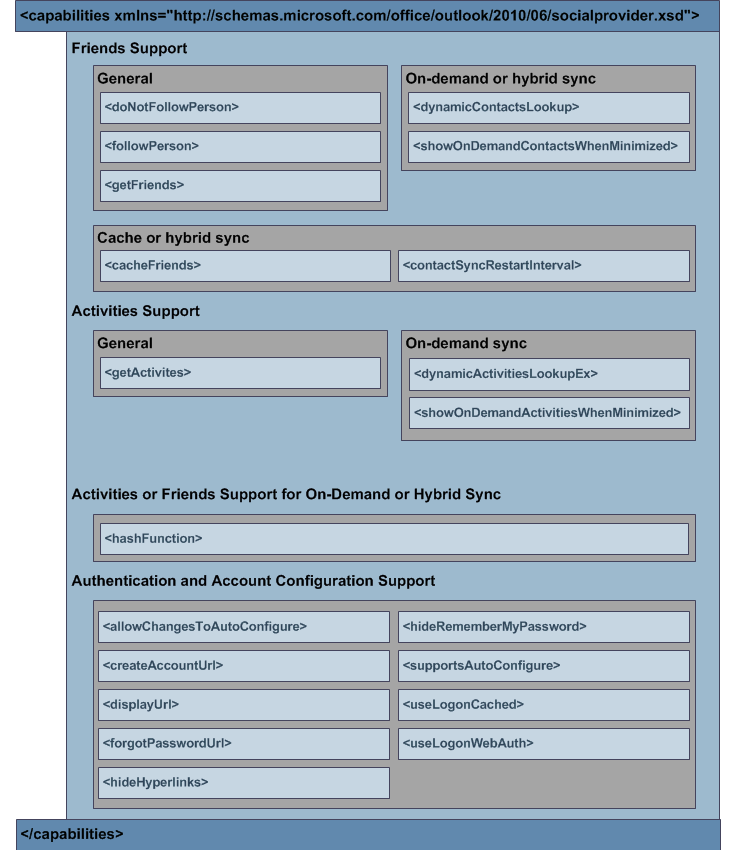 <capabilities xmlns="http://schemas.microsoft.com/office/outlook/2010/06/socialprovider.xsd">
Friends Support
General
<doNotFollowPerson>
<followPerson>
<getFriends>
On-demand or hybrid sync
<dynamicContactsLookup>
<showOnDemandContactsWhenMinimized>
Cache or hybrid sync
<cacheFriends>
<contactSyncRestartInterval>
Activities Support
General
<getActivites>
On-demand sync
<dynamicActivitiesLookupEx>
<showOnDemandActivitiesWhenMinimized>
Activities or Friends Support for On-Demand or Hybrid Sync
<hashFunction>
Authentication and Account Configuration Support
<allowChangesToAutoConfigure>
<createAccountUrl>
<displayUrl>
<forgotPasswordUrl>
<hideHyperlinks>
<hideRememberMyPassword>
<supportsAutoConfigure>
<useLogonCached>
<useLogonWebAuth>
</capabilities>